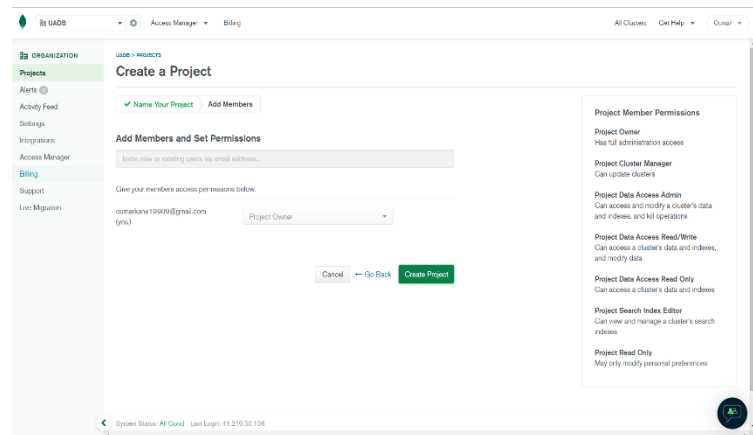 UADB
Access Manager
Billing
All Clusters
Get Help
Oumar
ORGANIZATION
Projects
Alerts 0
Activity Feed
Settings
Integrations
Access Manager
Billing
Support
Live Migration
UADB > PROJECTS
Create a Project
Name Your Project
Add Members
Add Members and Set Permissions
Invite new or existing users via email address...
Give your members access permissions below.
oumarkane19909@gmail.com
(you)
Project Owner
Cancel
Go Back
Create Project
Project Member Permissions
Project Owner
Has full administration access
Project Cluster Manager
Can update clusters
Project Data Access Admin
Can access and modify a cluster's data
and indexes, and kill operations
Project Data Access Read/Write
Can access a cluster's data and indexes,
and modify data
Project Data Access Read Only
Can access a cluster's data and indexes
Project Search Index Editor
Can view and manage a cluster's search
indexes
Project Read Only
May only modify personal preferences
System Status: All Good Last Login: 41.219.50.158